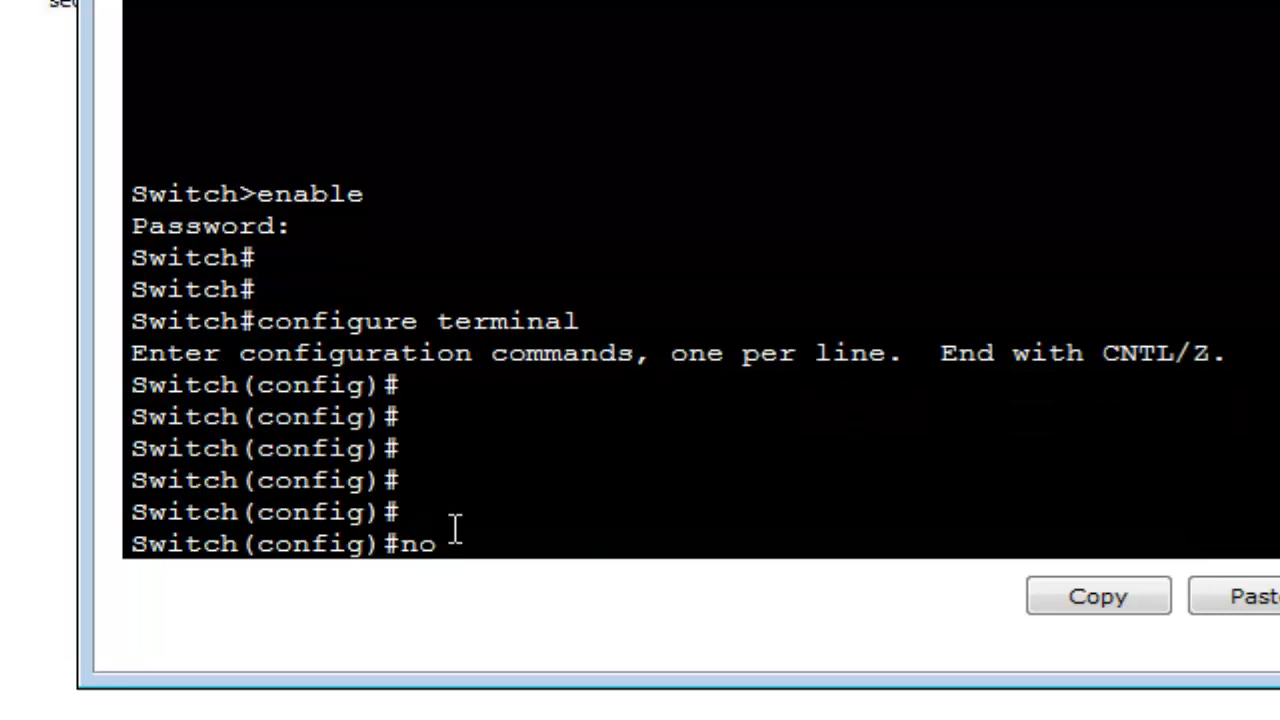 Switch>enable
Password:
Switch#
Switch#
Switch#configure terminal
Enter configuration commands, one per line.  End with CNTL/Z.
Switch(config)#
Switch(config)#
Switch(config)#
Switch(config)#
Switch(config)#
Switch(config)#no
Copy